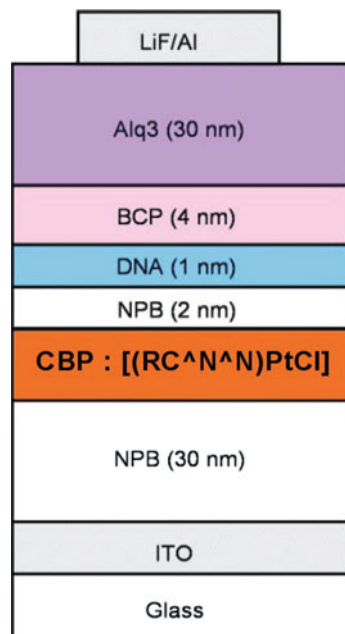 LiF/Al
Alq3 (30 nm)
BCP (4 nm)
DNA (1 nm)
NPB (2 nm)
CBP : [(RC^N^N)PtCl]
NPB (30 nm)
ITO
Glass